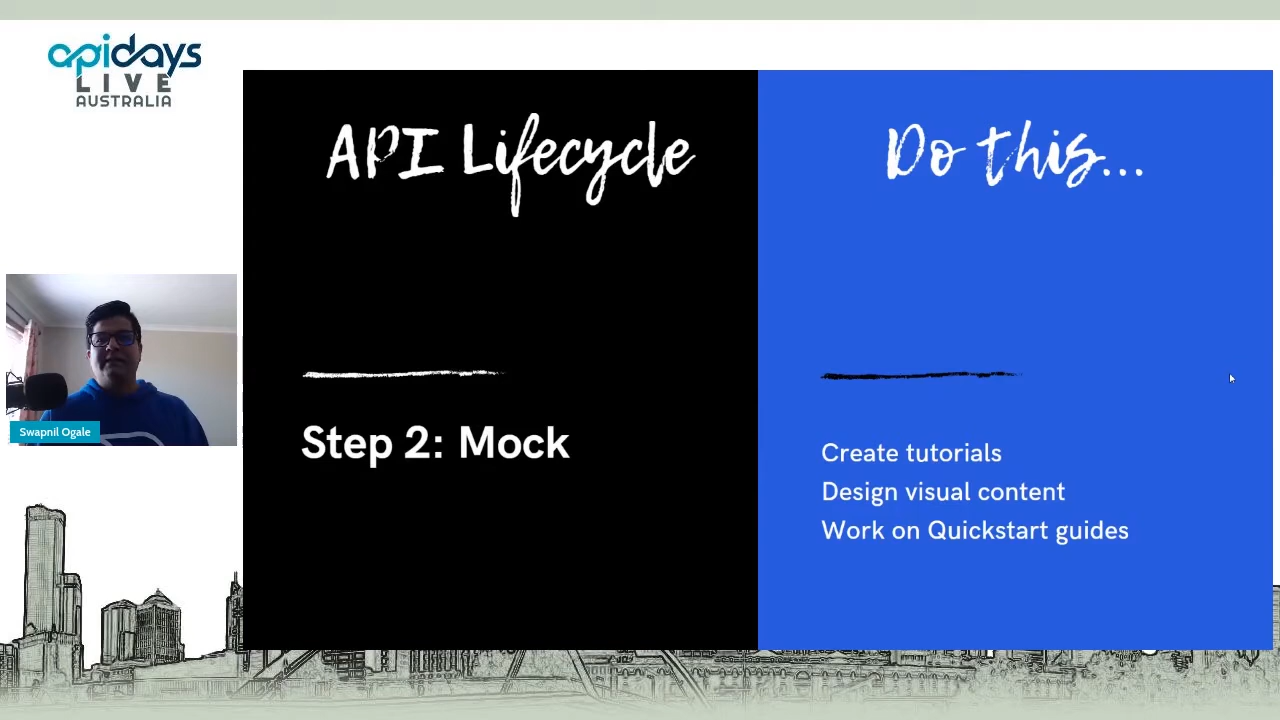 apidays
LIVE
AUSTRALIA
API Lifecycle
Do this...
Step 2: Mock
Create tutorials
Design visual content
Work on Quickstart guides
Swapnil Ogale